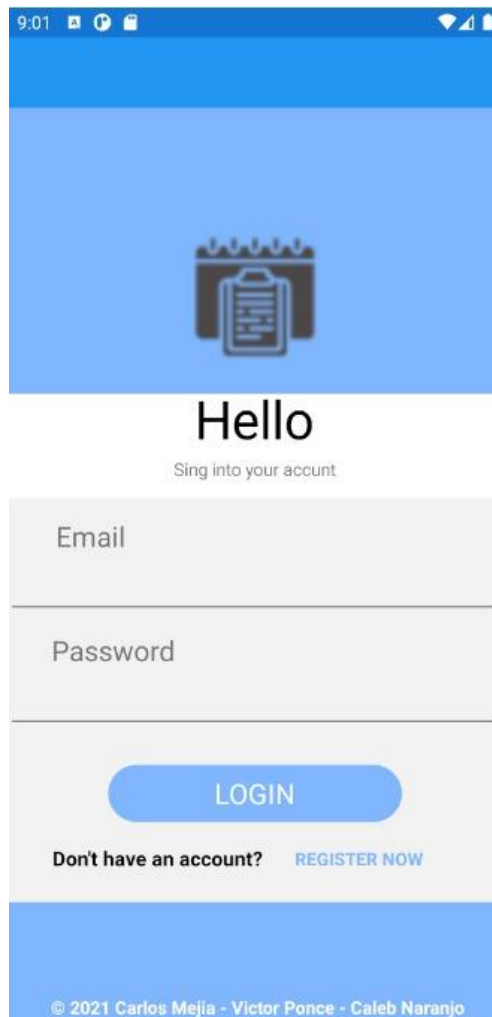 9:01
Hello
Sing into your accunt
Email
Password
LOGIN
Don't have an account? REGISTER NOW
© 2021 Carlos Mejia - Victor Ponce - Caleb Naranjo